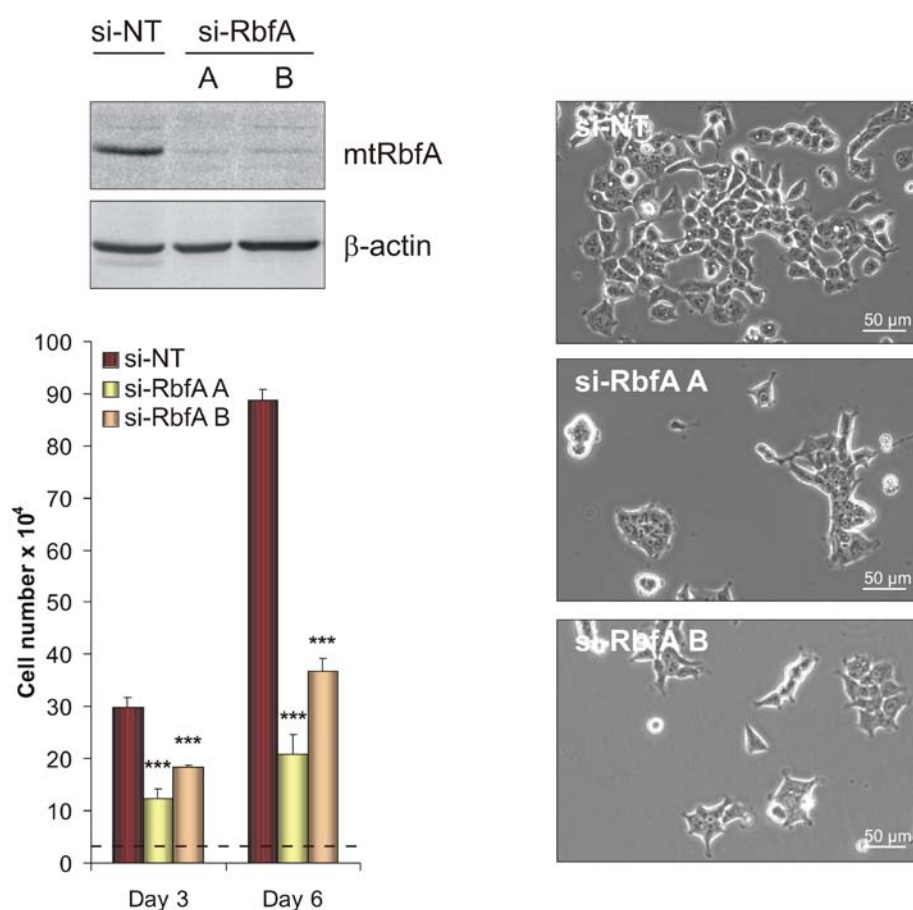 si-NT si-RbfA
A B
mtRbfA
β-actin
100
90
80
70
60
50
40
30
20
10
0
Cell number x 10⁴
si-NT
si-RbfA A
si-RbfA B
***
***
***
***
Day 3 Day 6
si-NT
50 µm
si-RbfA A
50 µm
si-RbfA B
50 µm